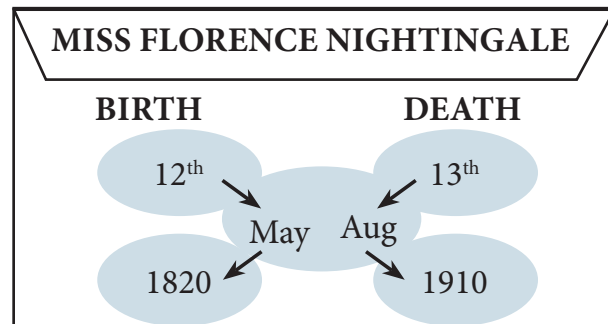 MISS FLORENCE NIGHTINGALE
BIRTH DEATH
12th 13th
May Aug
1820 1910